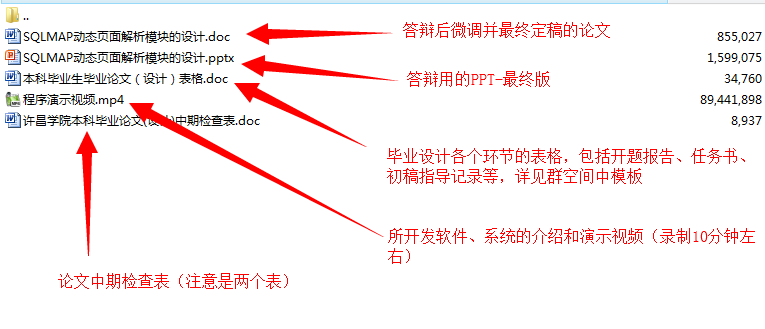 ..
SQLMAP动态页面解析模块的设计.doc
答辩后微调并最终定稿的论文
855,027
SQLMAP动态页面解析模块的设计.pptx
答辩用的PPT-最终版
1,599,075
本科毕业生毕业论文（设计）表格.doc
34,760
程序演示视频.mp4
89,441,898
许昌学院本科毕业论文(设计)中期检查表.doc
8,937
毕业设计各个环节的表格，包括开题报告、任务书、
初稿指导记录等，详见群空间中模板
所开发软件、系统的介绍和演示视频（录制10分钟左
右）
论文中期检查表（注意是两个表）